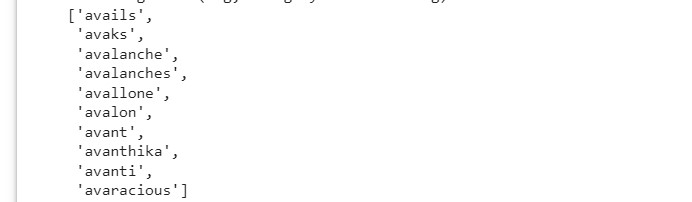 ['avails',
'avaks',
'avalanche',
'avalanches',
'avallone',
'avalon',
'avant',
'avanthika',
'avanti',
'avaracious']